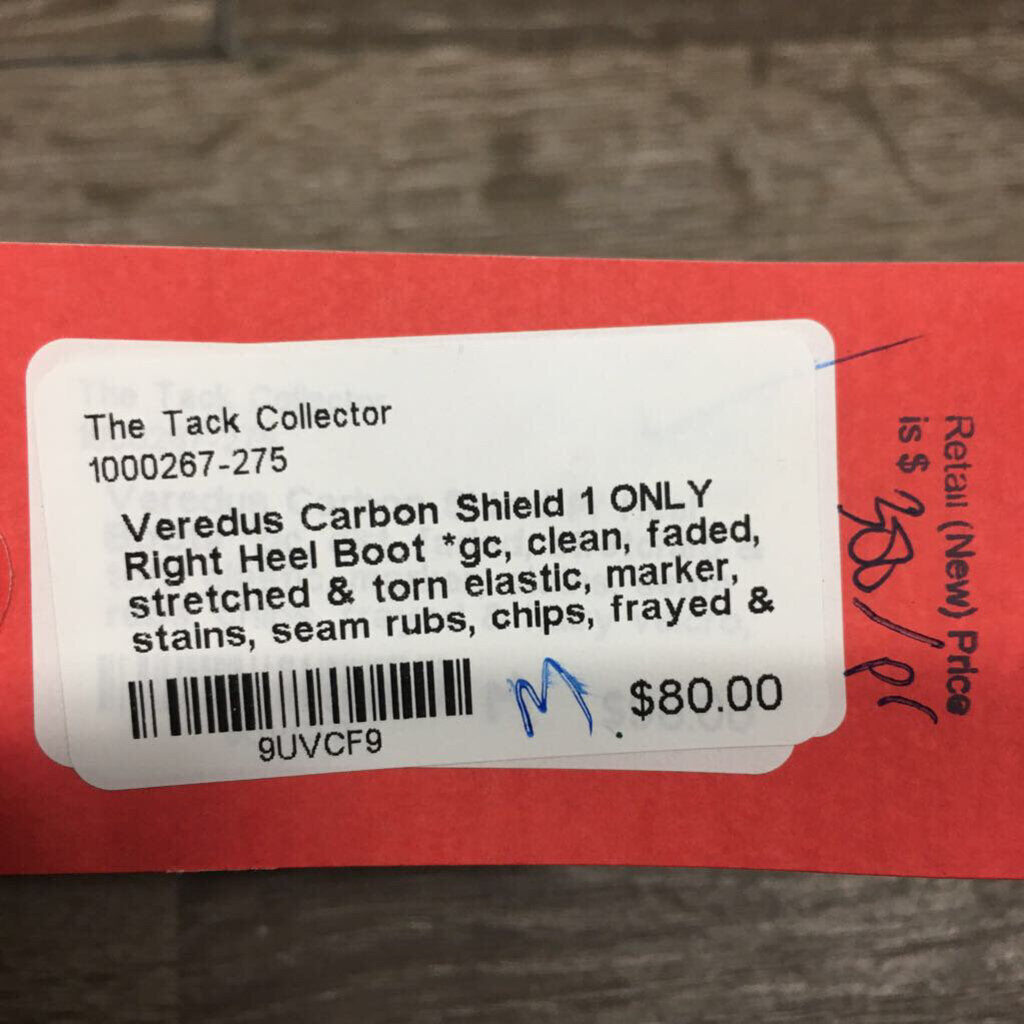 The Tack Collector
1000267-275
Veredus Carbon Shield 1 ONLY
Right Heel Boot *gc, clean, faded,
stretched & torn elastic, marker,
stains, seam rubs, chips, frayed &
9UVCF9
M
$80.00
Retail (New) Price
is $